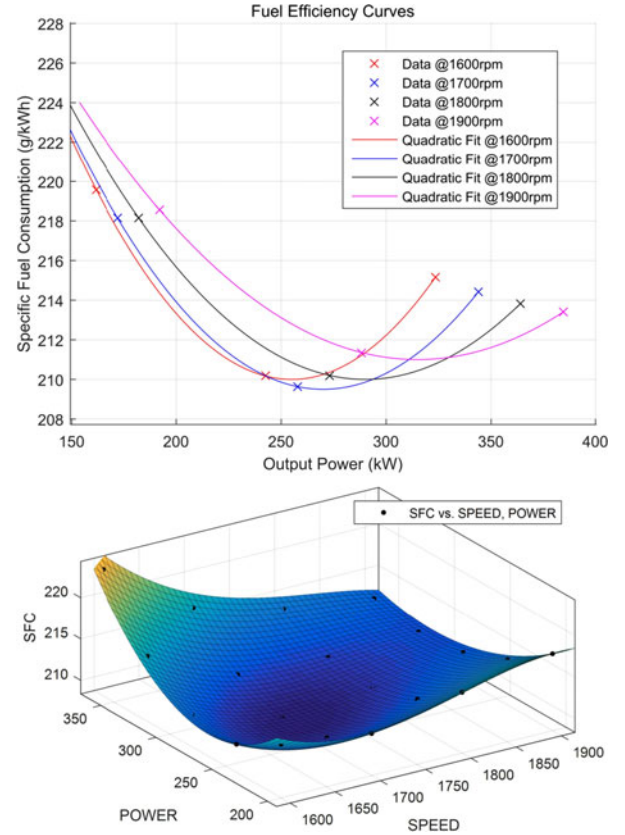 Fuel Efficiency Curves
228
226
224
222
220
218
216
214
212
210
208
Specific Fuel Consumption (g/kWh)
Data @1600rpm
Data @1700rpm
Data @1800rpm
Data @1900rpm
Quadratic Fit @1600rpm
Quadratic Fit @1700rpm
Quadratic Fit @1800rpm
Quadratic Fit @1900rpm
150 200 250 300 350 400
Output Power (kW)
SFC vs. SPEED, POWER
SFC
220
215
210
350
300
250
200
POWER
1600
1650
1700
1750
1800
1850
1900
SPEED